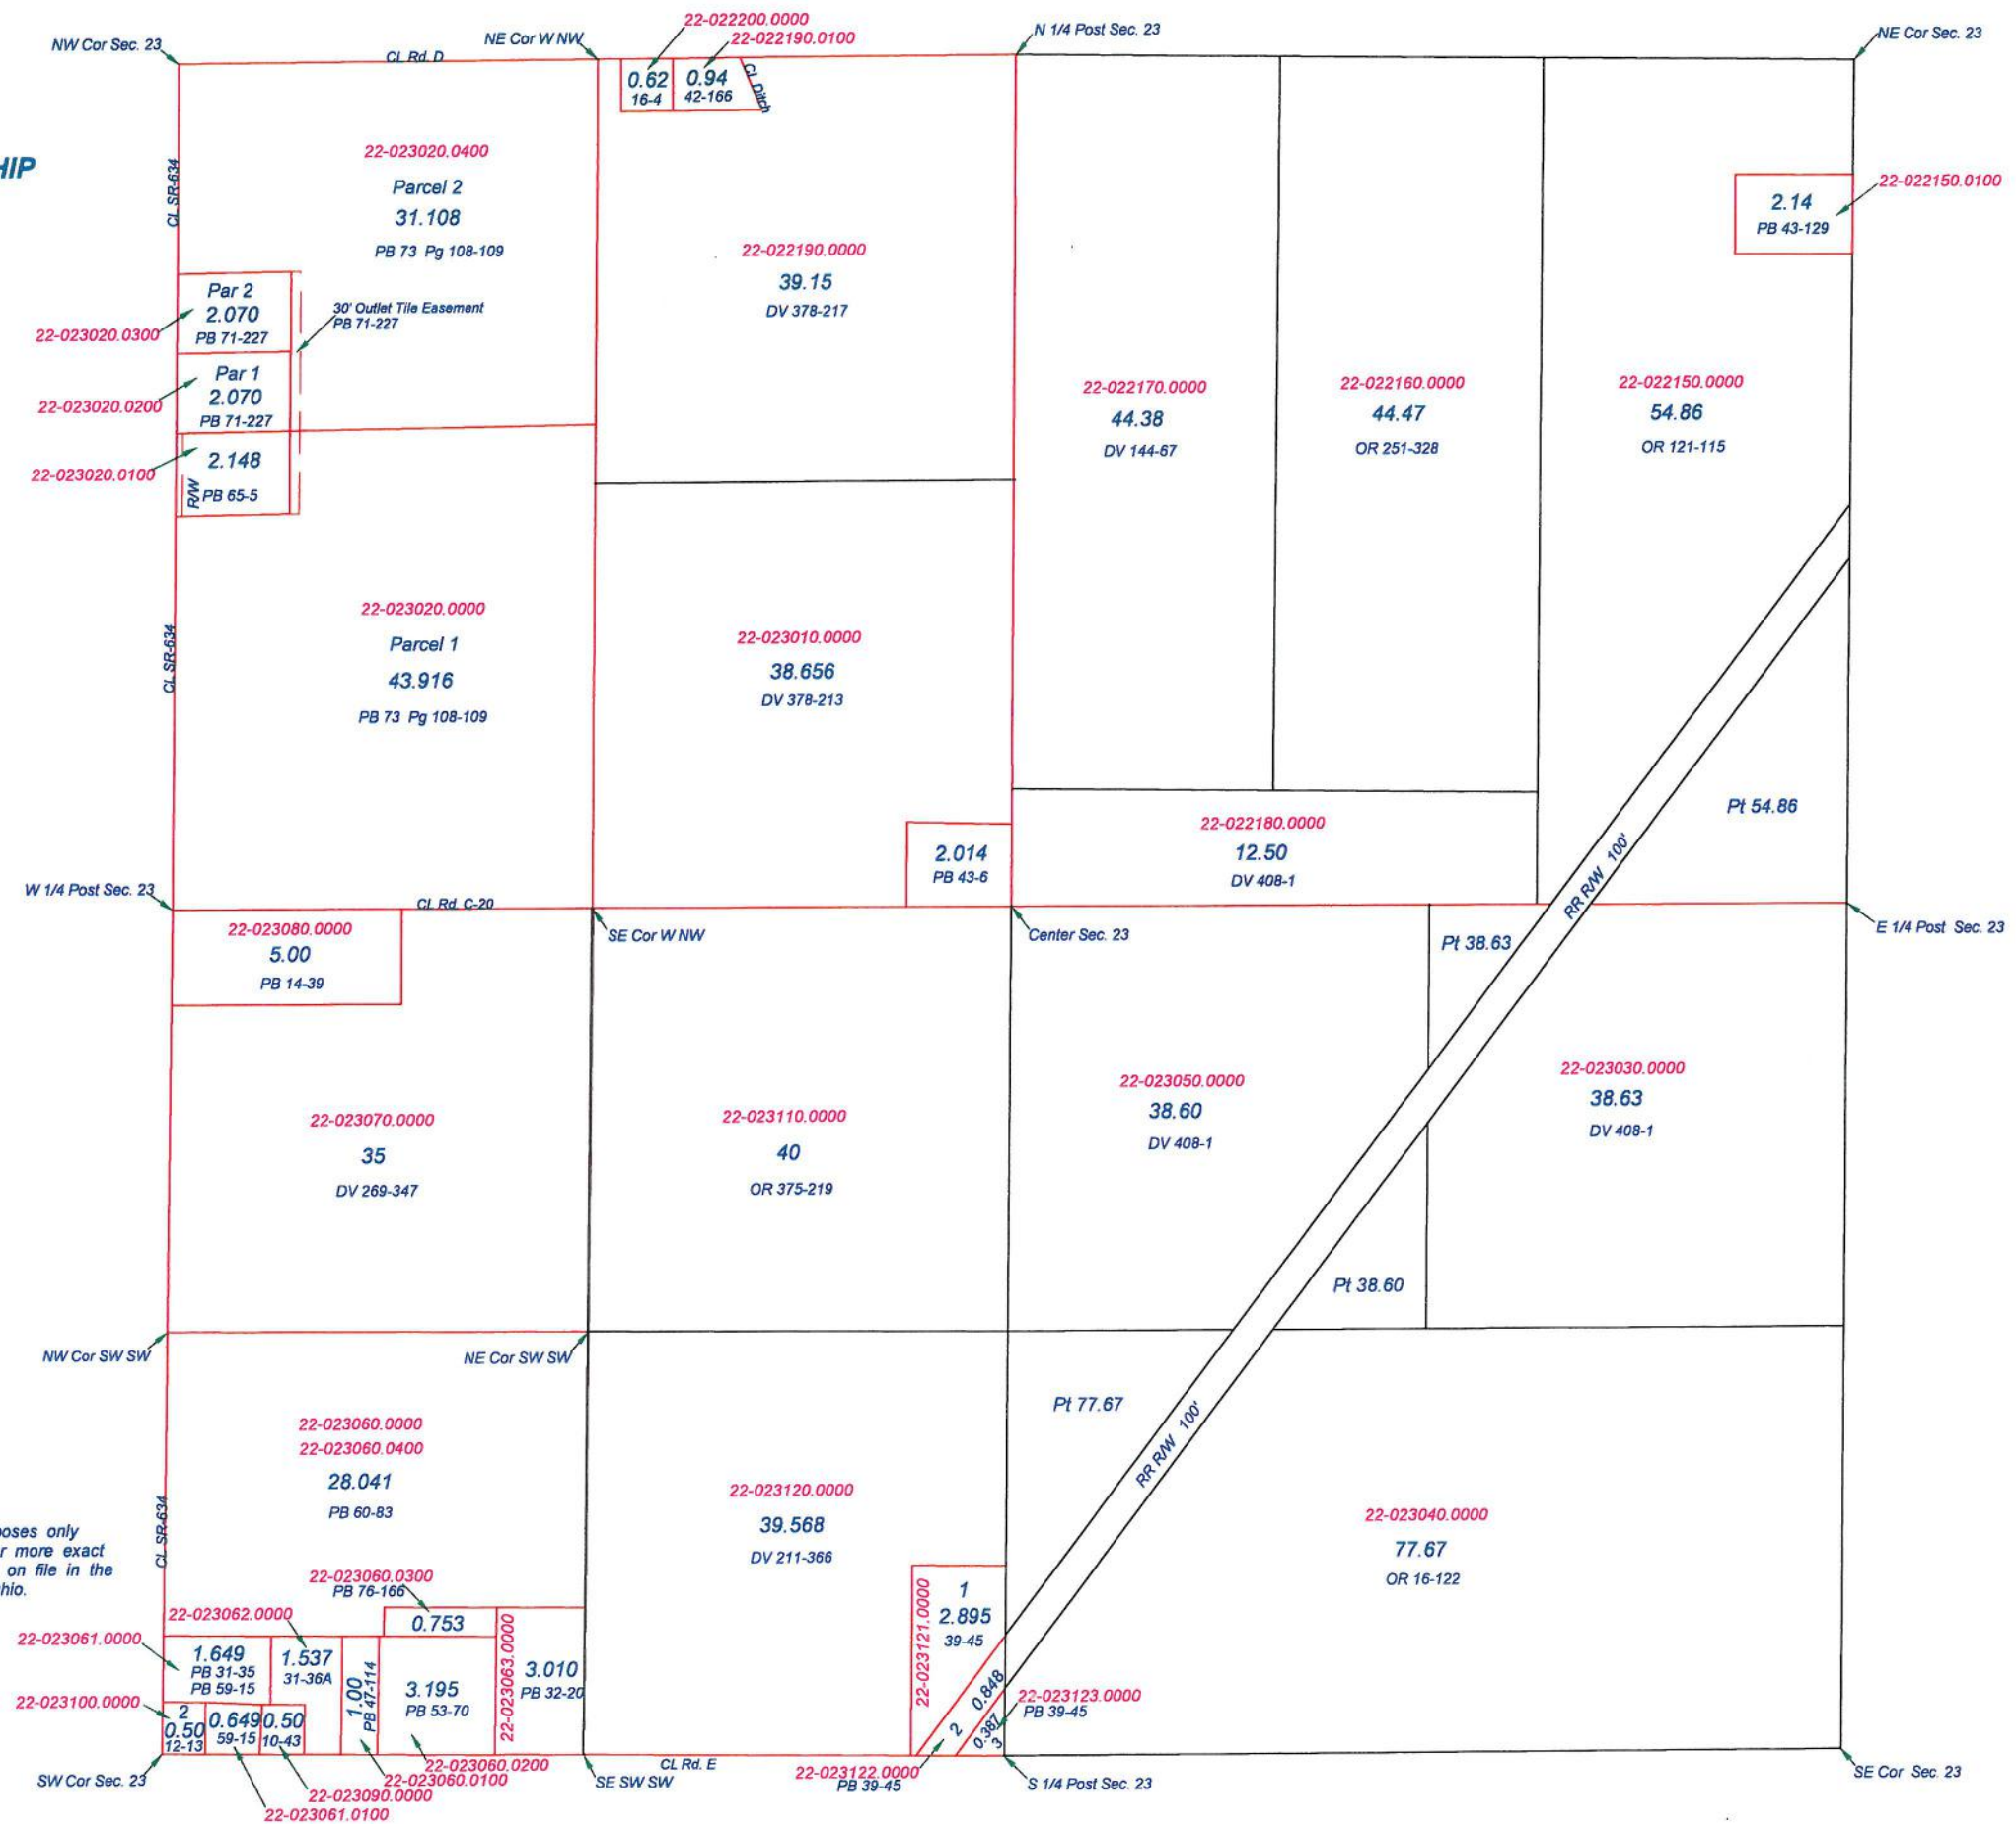 22-022200.0000
NW Cor Sec. 23
NE Cor W NW
22-022190.0100
N 1/4 Post Sec. 23
NE Cor Sec. 23
CL Rd. D
0.62
16-4
0.94
42-166
CL Ditch
HIP
CL SR-634
22-023020.0400
Parcel 2
31.108
PB 73 Pg 108-109
22-022190.0000
39.15
DV 378-217
2.14
PB 43-129
22-022150.0100
Par 2
2.070
PB 71-227
22-023020.0300
30' Outlet Tile Easement
PB 71-227
Par 1
2.070
PB 71-227
22-023020.0200
22-023020.0100
2.148
R/W
PB 65-5
22-022170.0000
44.38
DV 144-67
22-022160.0000
44.47
OR 251-328
22-022150.0000
54.86
OR 121-115
CL SR-634
22-023020.0000
Parcel 1
43.916
PB 73 Pg 108-109
22-023010.0000
38.656
DV 378-213
Pt 54.86
2.014
PB 43-6
22-022180.0000
12.50
DV 408-1
RR R/W 100'
W 1/4 Post Sec. 23
CL Rd. C-20
SE Cor W NW
Center Sec. 23
E 1/4 Post Sec. 23
22-023080.0000
5.00
PB 14-39
Pt 38.63
22-023070.0000
35
DV 269-347
22-023110.0000
40
OR 375-219
22-023050.0000
38.60
DV 408-1
22-023030.0000
38.63
DV 408-1
Pt 38.60
NW Cor SW SW
NE Cor SW SW
Pt 77.67
RR R/W 100'
22-023060.0000
22-023060.0400
28.041
PB 60-83
CL SR-634
22-023120.0000
39.568
DV 211-366
22-023040.0000
77.67
OR 16-122
oses only
r more exact
on file in the
hio.
22-023060.0300
PB 76-166
0.753
22-023062.0000
22-023061.0000
1.649
PB 31-35
PB 59-15
1.537
31-36A
1.00
PB 47-114
3.195
PB 53-70
22-023063.0000
3.010
PB 32-20
22-023121.0000
1
2.895
39-45
2 0.848
0.387
3
22-023123.0000
PB 39-45
22-023100.0000
2
0.50
12-13
0.649
59-15
0.50
10-43
SW Cor Sec. 23
22-023060.0200
22-023060.0100
22-023090.0000
22-023061.0100
SE SW SW
CL Rd. E
22-023122.0000
PB 39-45
S 1/4 Post Sec. 23
SE Cor Sec. 23